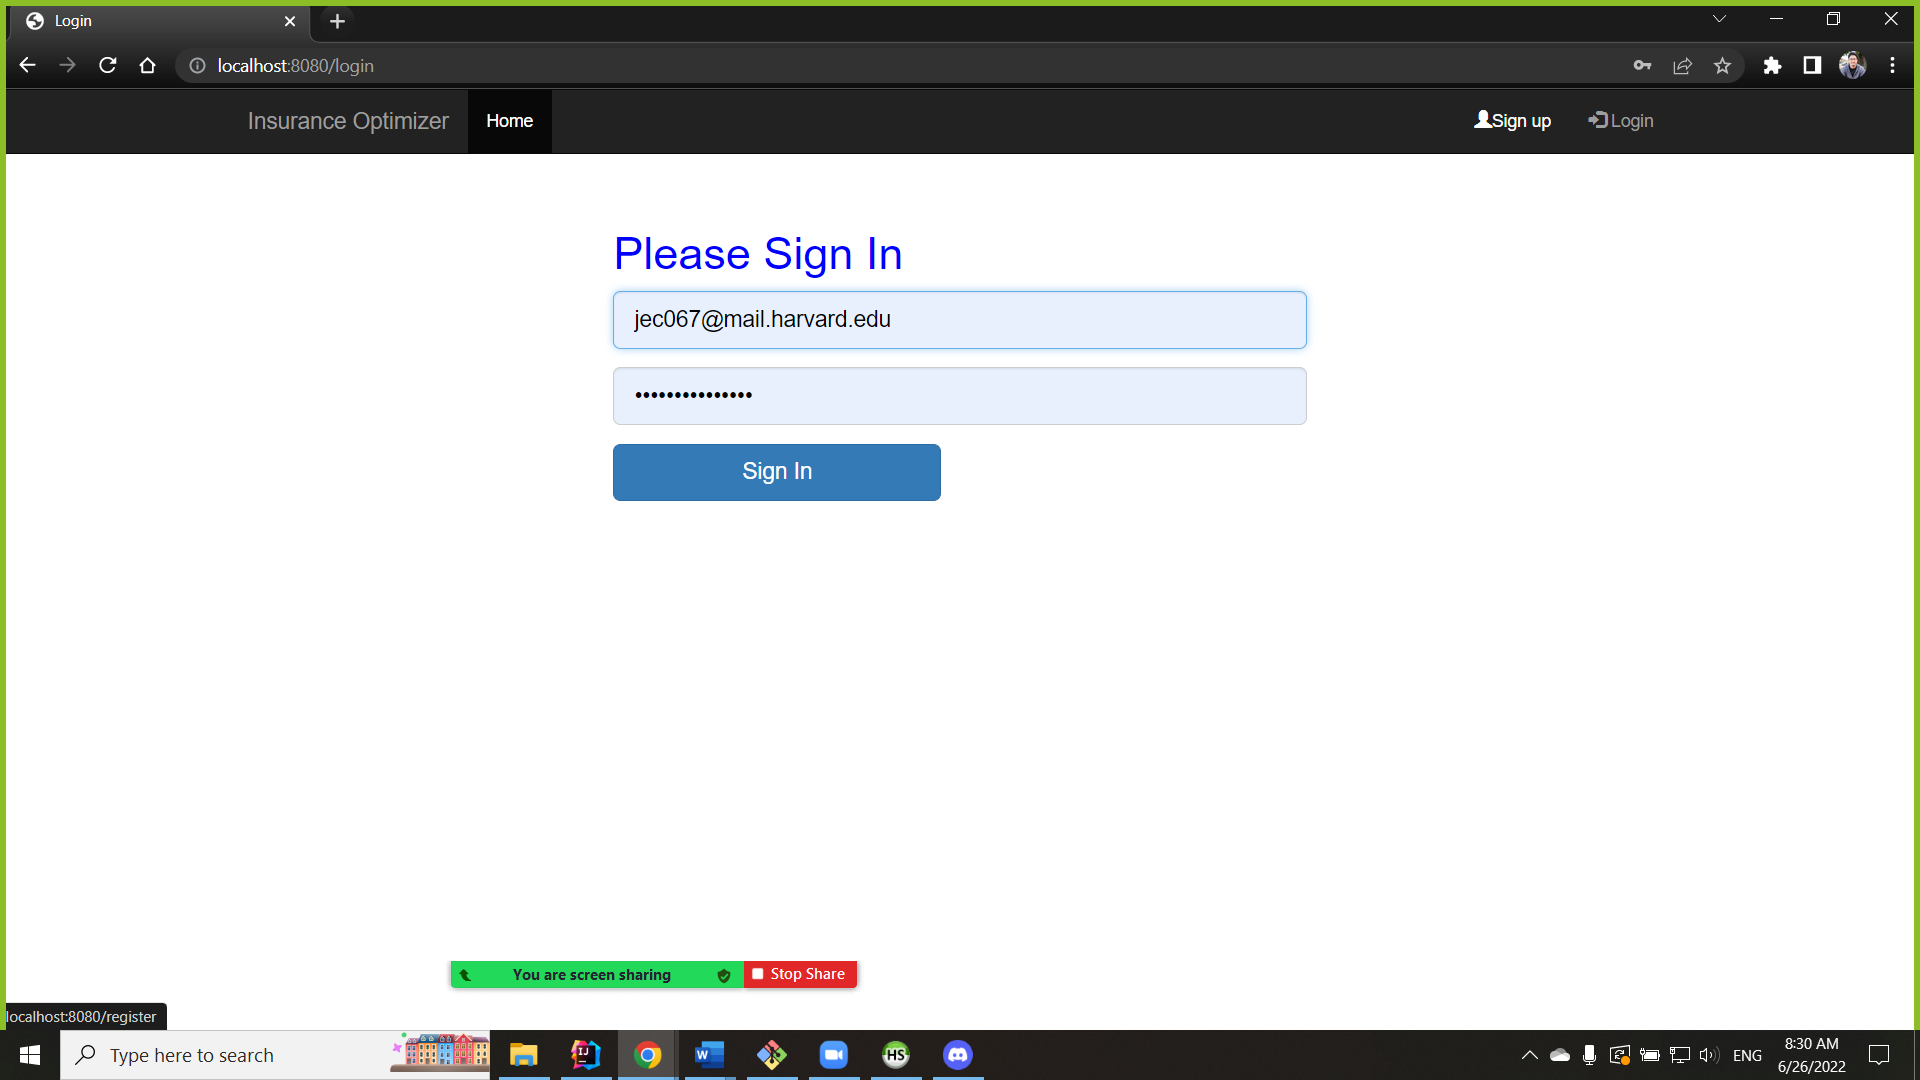 Login
localhost:8080/login
Insurance Optimizer Home Sign up Login
Please Sign In
jec067@mail.harvard.edu
•••••••••••••••
Sign In
You are screen sharing Stop Share
localhost:8080/register
Type here to search
IJ
W
HS
ENG
8:30 AM
6/26/2022